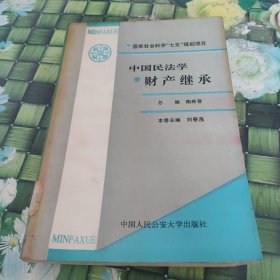 MINFAXUE
国家社会科学“七五”规划项目
中国民法学
·财产继承
总 编 陶希晋
本卷主编 刘春茂
MINFAXUE
中国人民公安大学出版社